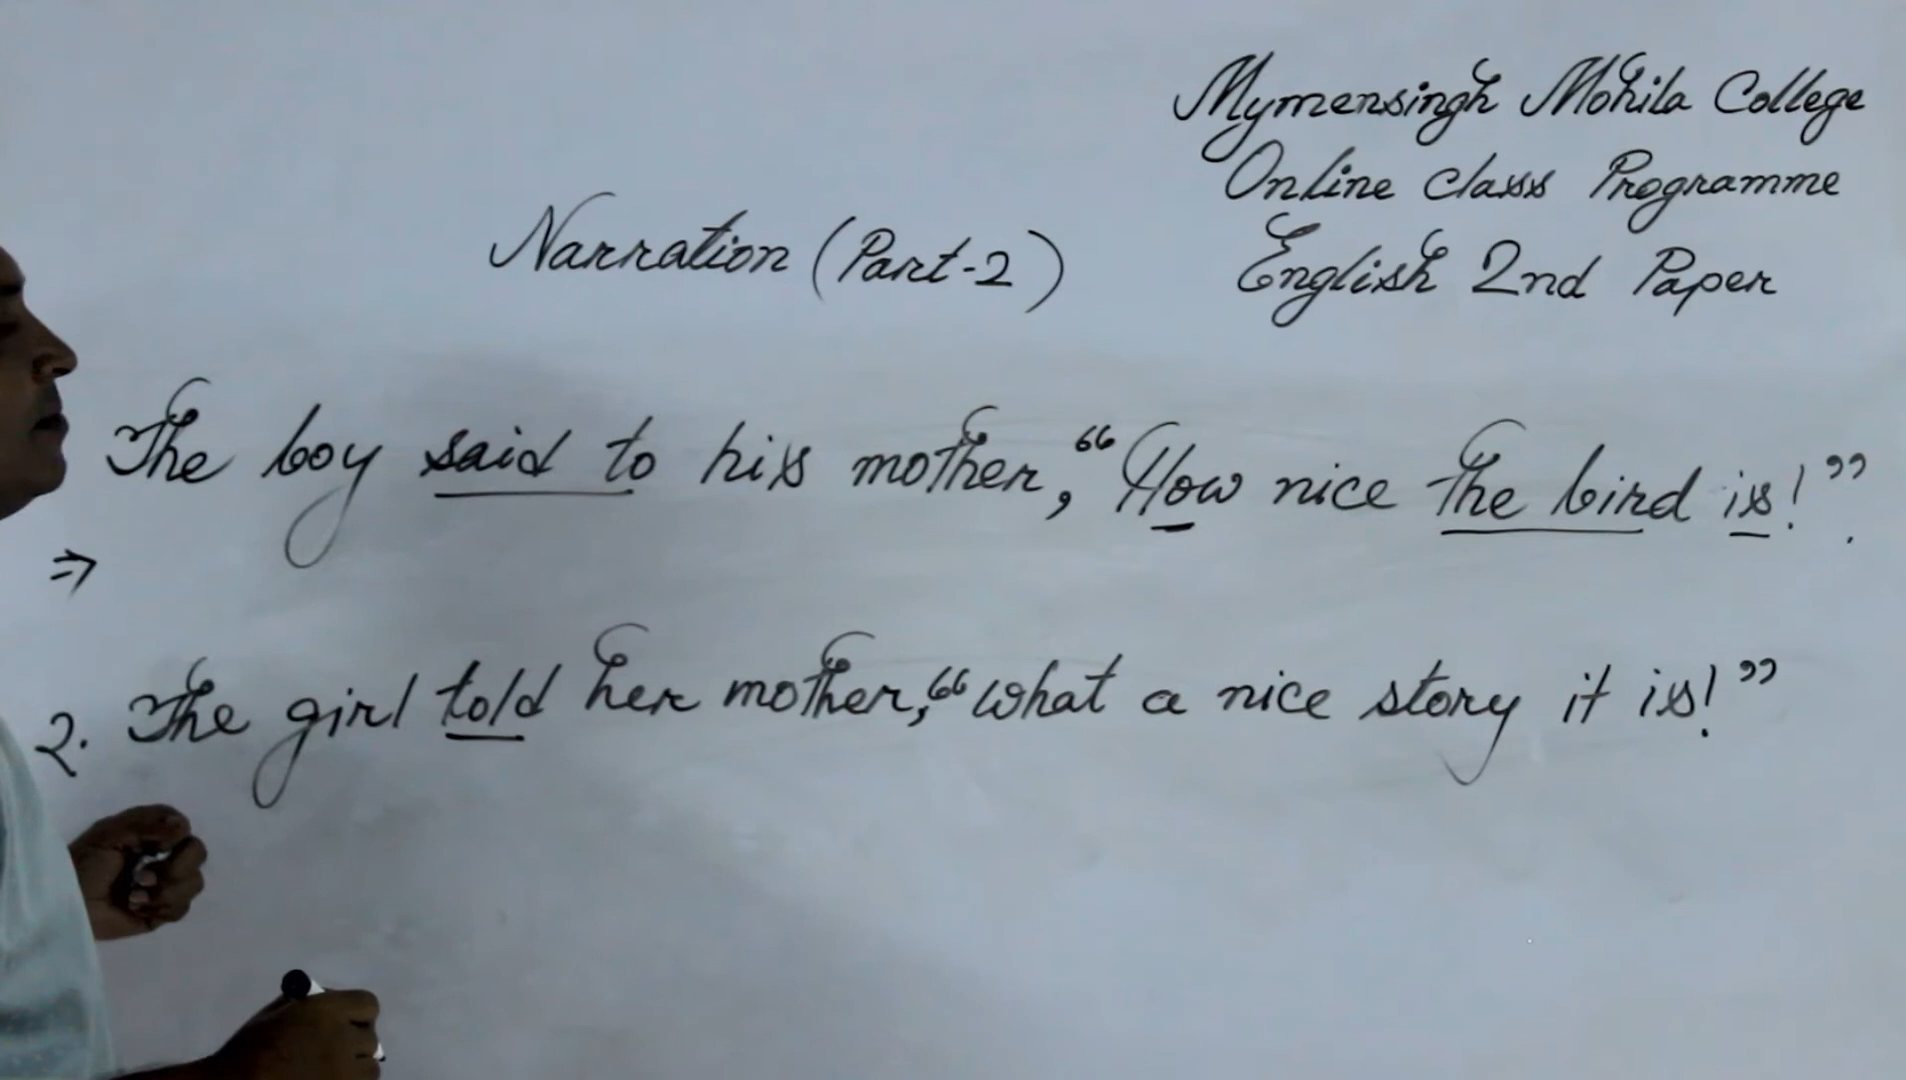 Mymensingh Mohila College
Online class Programme
English 2nd Paper
Narration (Part-2)
The boy said to his mother, “How nice the bird is!”.
⇒
2. The girl told her mother, “What a nice story it is!”